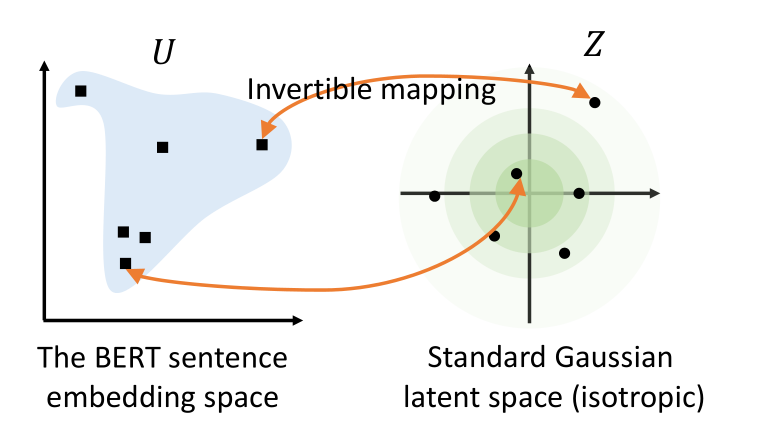 U
Z
Invertible mapping
The BERT sentence
embedding space
Standard Gaussian
latent space (isotropic)